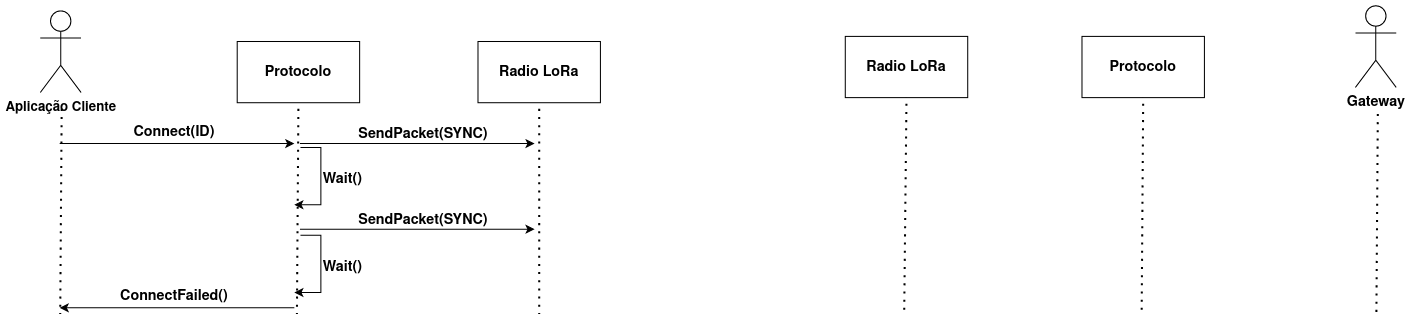 Protocolo
Radio LoRa
Radio LoRa
Protocolo
Aplicação Cliente
Gateway
Connect(ID)
SendPacket(SYNC)
Wait()
SendPacket(SYNC)
Wait()
ConnectFailed()